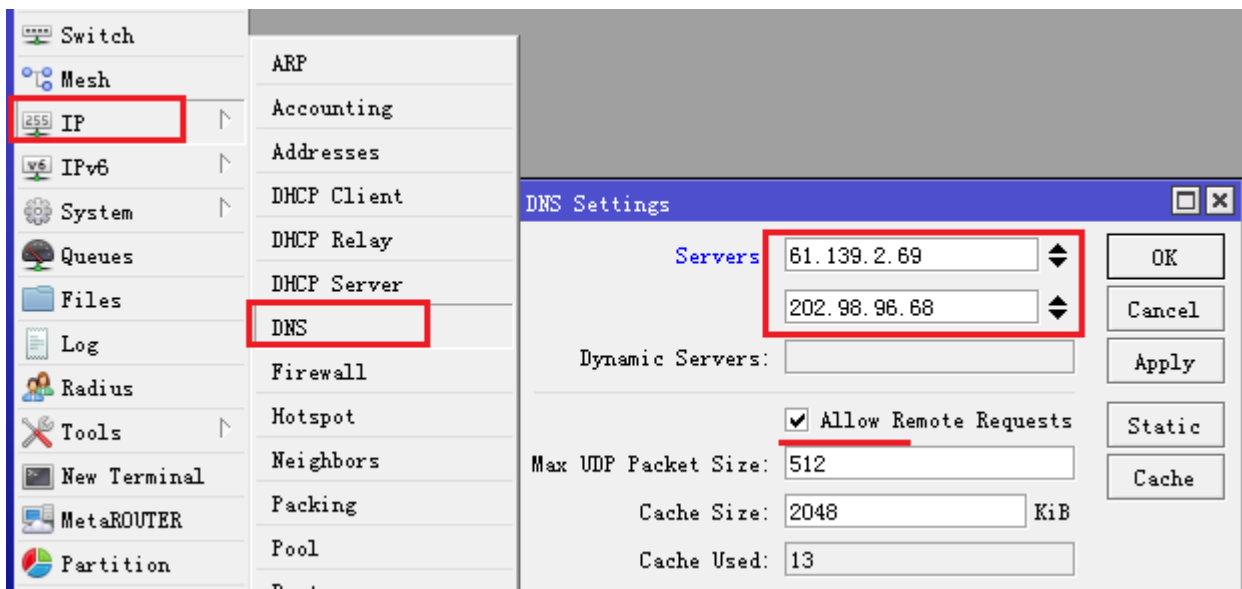 Switch
Mesh
255 IP
v6 IPv6
System
Queues
Files
Log
Radius
Tools
New Terminal
MetaROUTER
Partition
ARP
Accounting
Addresses
DHCP Client
DHCP Relay
DHCP Server
DNS
Firewall
Hotspot
Neighbors
Packing
Pool
DNS Settings
Servers 61.139.2.69
202.98.96.68
Dynamic Servers:
Allow Remote Requests
Max UDP Packet Size: 512
Cache Size: 2048 KiB
Cache Used: 13
OK
Cancel
Apply
Static
Cache